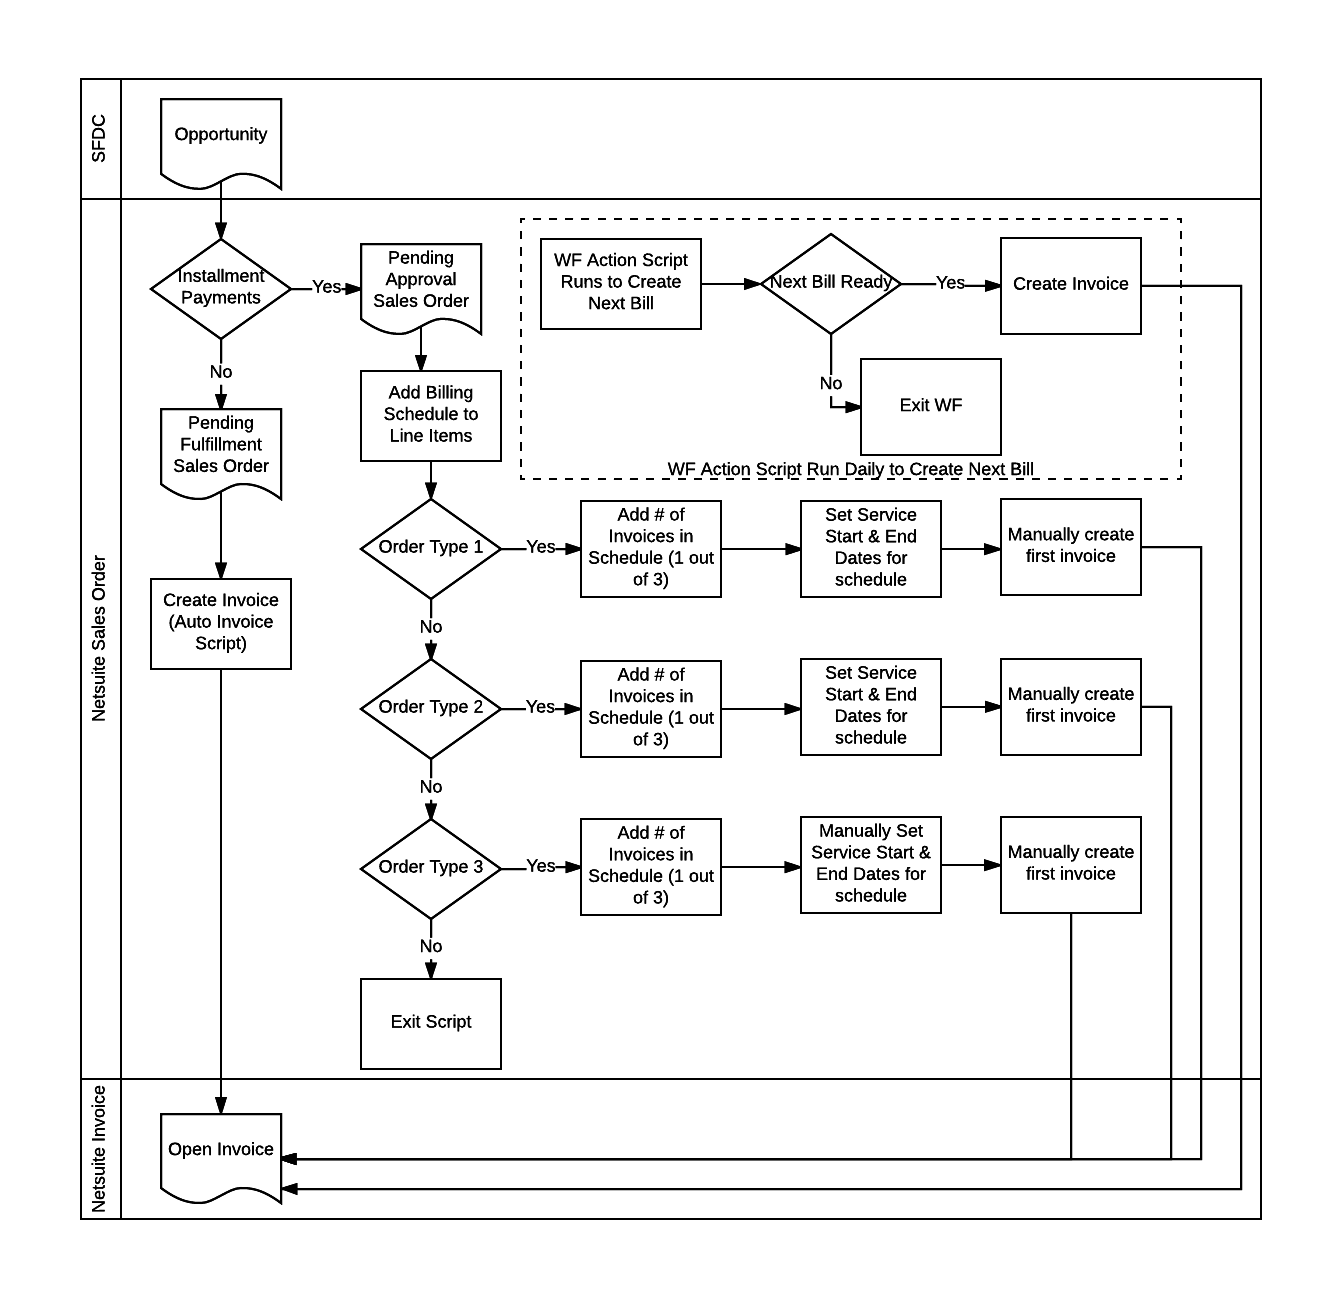 SFDC
Opportunity
Netsuite Sales Order
Installment
Payments
Yes
No
Pending
Fulfillment
Sales Order
Create Invoice
(Auto Invoice
Script)
Pending
Approval
Sales Order
Add Billing
Schedule to
Line Items
WF Action Script
Runs to Create
Next Bill
Next Bill Ready
Yes
Create Invoice
No
Exit WF
WF Action Script Run Daily to Create Next Bill
Order Type 1
Yes
Add # of
Invoices in
Schedule (1 out
of 3)
Set Service
Start & End
Dates for
schedule
Manually create
first invoice
No
Order Type 2
Yes
Add # of
Invoices in
Schedule (1 out
of 3)
Set Service
Start & End
Dates for
schedule
Manually create
first invoice
No
Order Type 3
Yes
Add # of
Invoices in
Schedule (1 out
of 3)
Manually Set
Service Start &
End Dates for
schedule
Manually create
first invoice
No
Exit Script
Netsuite Invoice
Open Invoice